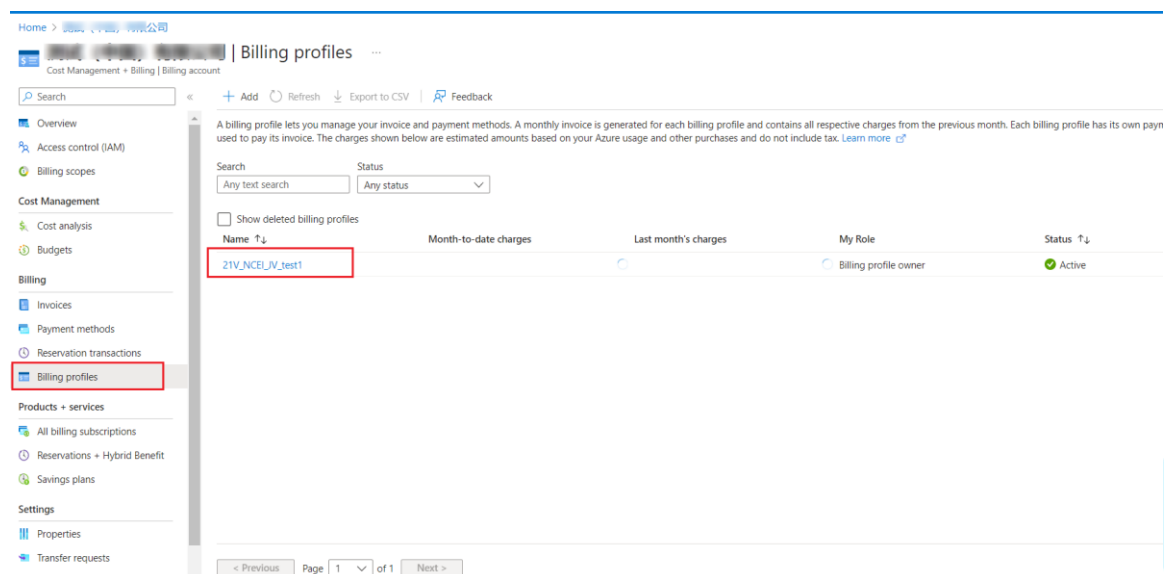 Home > 公司
| Billing profiles ...
Cost Management + Billing | Billing account
Search «
+ Add Refresh Export to CSV Feedback
Overview
Access control (IAM)
Billing scopes
Cost Management
Cost analysis
Budgets
Billing
Invoices
Payment methods
Reservation transactions
Billing profiles
Products + services
All billing subscriptions
Reservations + Hybrid Benefit
Savings plans
Settings
Properties
Transfer requests
A billing profile lets you manage your invoice and payment methods. A monthly invoice is generated for each billing profile and contains all respective charges from the previous month. Each billing profile has its own
used to pay its invoice. The charges shown below are estimated amounts based on your Azure usage and other purchases and do not include tax. Learn more
Search Status
Any text search Any status
Show deleted billing profiles
Name ↑↓ Month-to-date charges Last month's charges My Role Status ↑↓
21V_NCEI_JV_test1 Billing profile owner Active
< Previous Page 1 of 1 Next >